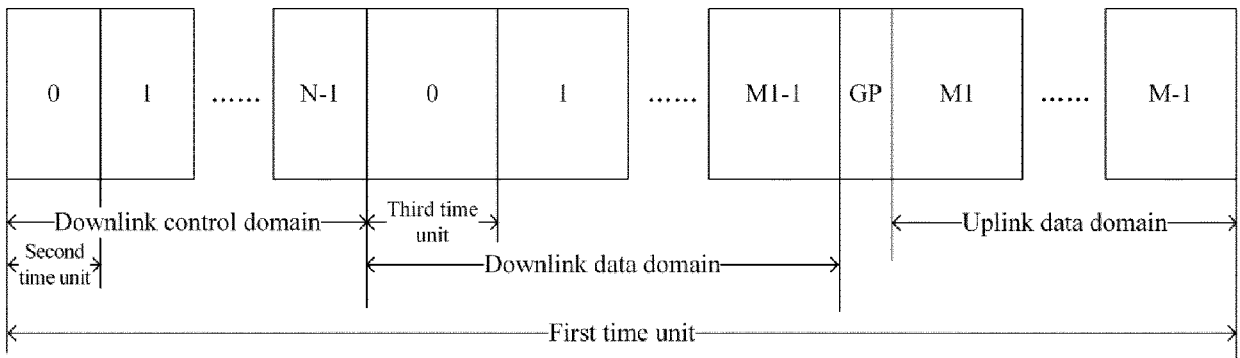 0 1 ...... N-1 0 1 ...... M1-1 GP M1 ...... M-1
Downlink control domain
Third time
unit
Uplink data domain
Second
time unit
Downlink data domain
First time unit